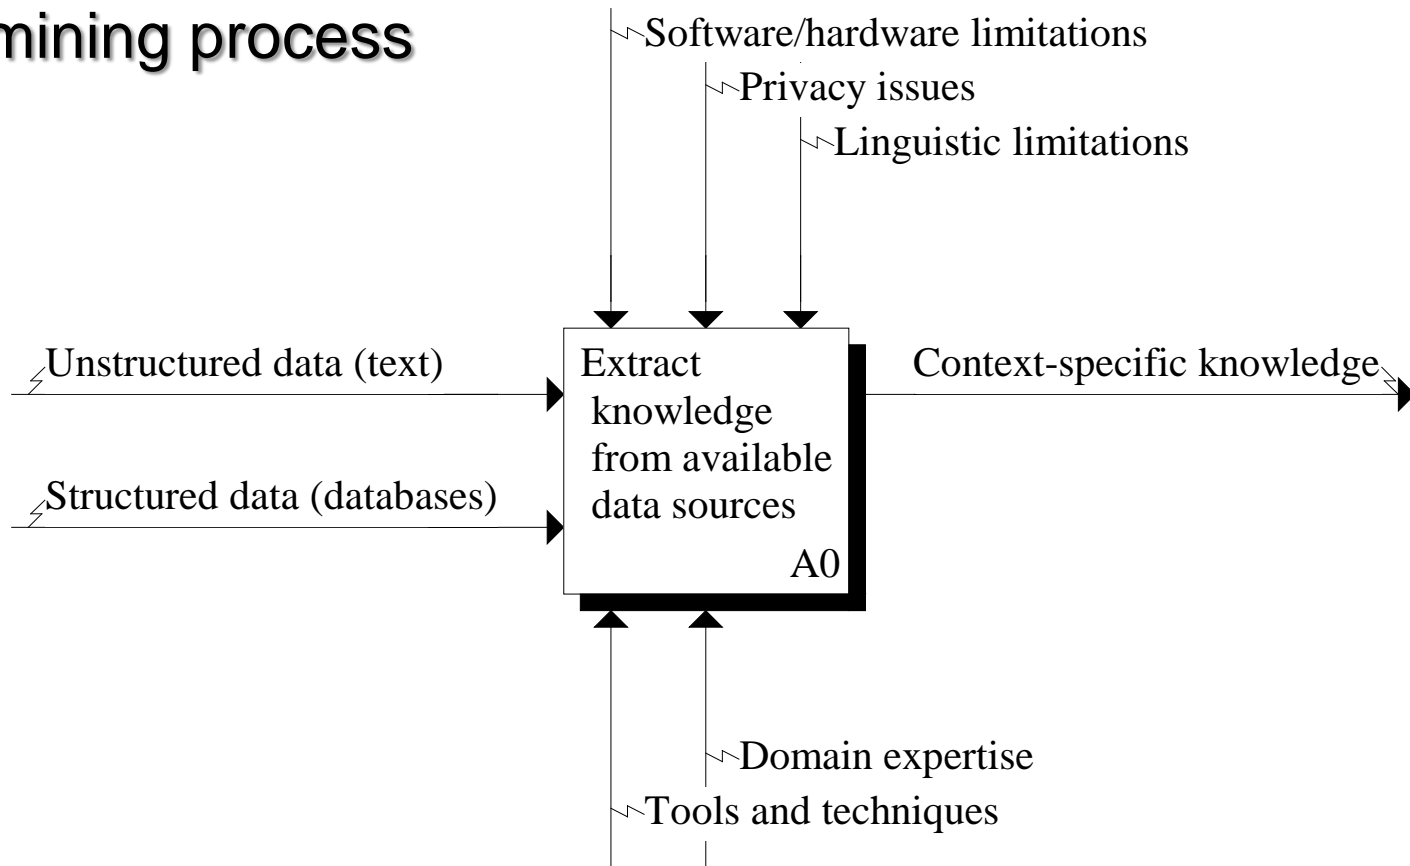 mining process
Software/hardware limitations
Privacy issues
Linguistic limitations
Unstructured data (text)
Structured data (databases)
Extract
knowledge
from available
data sources
A0
Context-specific knowledge
Domain expertise
Tools and techniques